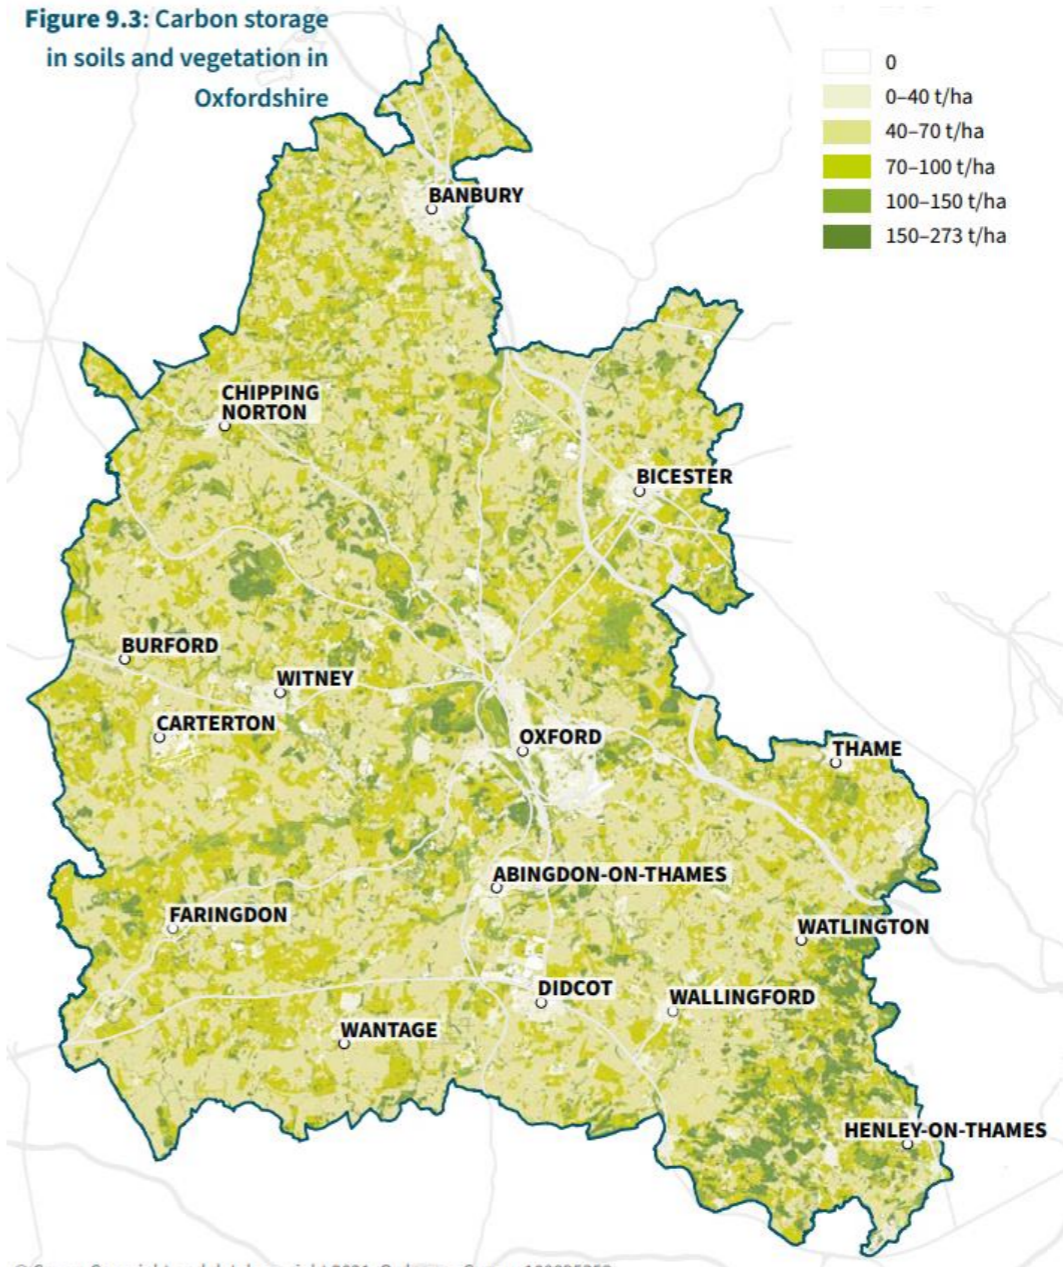 Figure 9.3: Carbon storage
in soils and vegetation in
Oxfordshire
0
0–40 t/ha
40–70 t/ha
70–100 t/ha
100–150 t/ha
150–273 t/ha
BANBURY
CHIPPING
NORTON
BICESTER
BURFORD
WITNEY
CARTERTON
OXFORD
THAME
ABINGDON-ON-THAMES
FARINGDON
WATLINGTON
DIDCOT
WALLINGFORD
WANTAGE
HENLEY-ON-THAMES